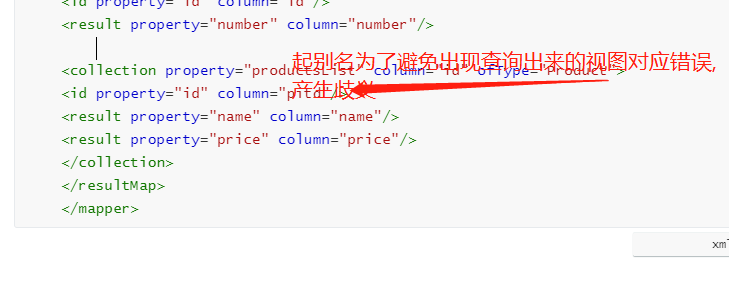 <id property="id" column="id"/>
<result property="number" column="number"/>
起别名为了避免出现查询出来的视图对应错误,
产生歧义
<collection property="productsList" column="id" ofType="Product">
<id property="id" column=
<result property="name" column="name"/>
<result property="price" column="price"/>
</collection>
</resultMap>
</mapper>
xml